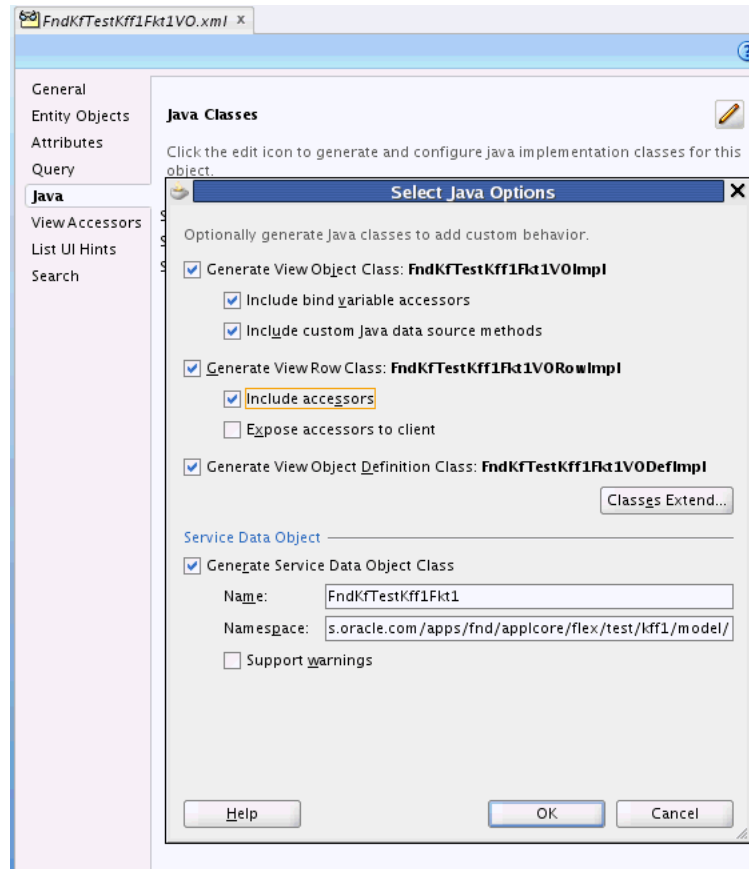 FndKfTestKff1Fkt1VO.xml x
General
Entity Objects
Attributes
Query
Java
View Accessors
List UI Hints
Search
Java Classes
Click the edit icon to generate and configure java implementation classes for this
object.
Select Java Options
Optionally generate Java classes to add custom behavior.
Generate View Object Class: FndKfTestKff1Fkt1VOImpl
Include bind variable accessors
Include custom Java data source methods
Generate View Row Class: FndKfTestKff1Fkt1VORowImpl
Include accessors
Expose accessors to client
Generate View Object Definition Class: FndKfTestKff1Fkt1VODefImpl
Classes Extend...
Service Data Object
Generate Service Data Object Class
Name: FndKfTestKff1Fkt1
Namespace: s.oracle.com/apps/fnd/applcore/flex/test/kff1/model/
Support warnings
Help OK Cancel